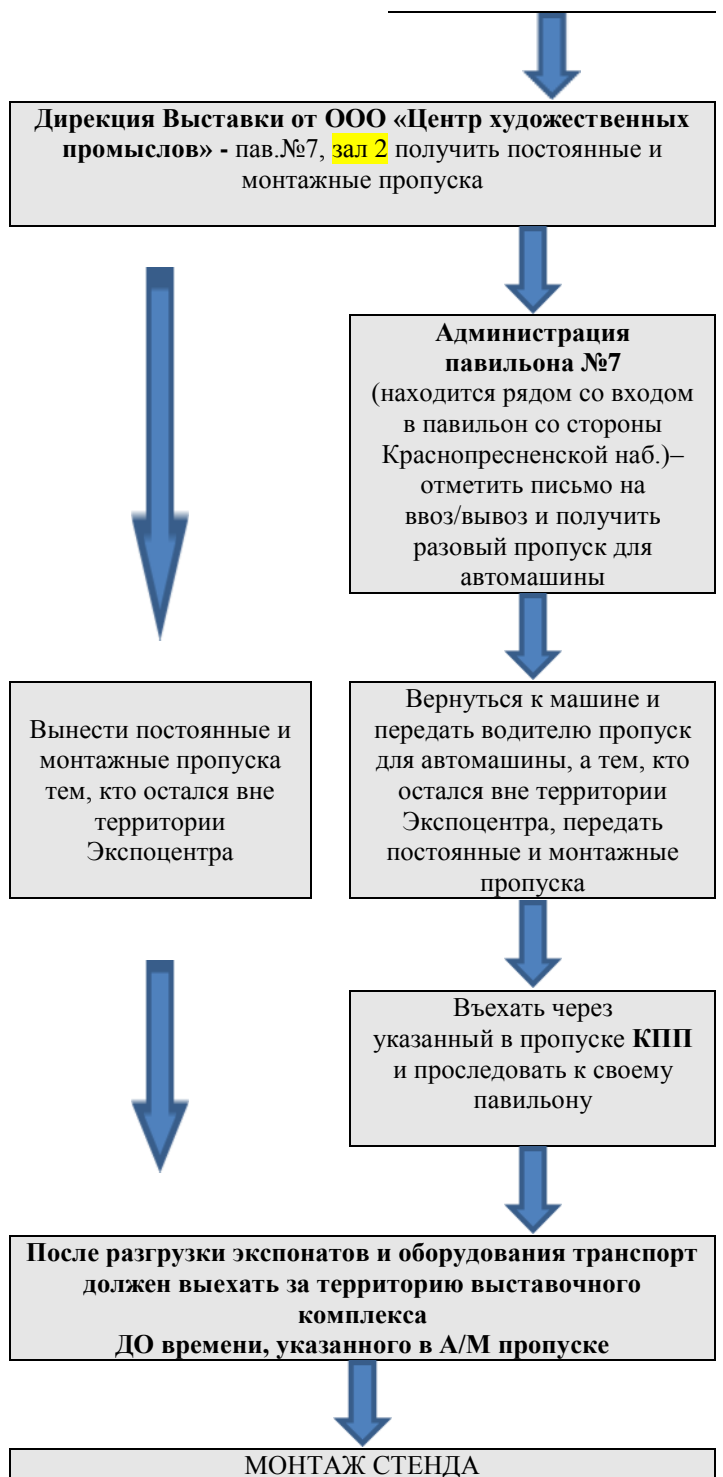 Дирекция Выставки от ООО «Центр художественных
промыслов» - пав.№7, зал 2 получить постоянные и
монтажные пропуска
Администрация
павильона №7
(находится рядом со входом
в павильон со стороны
Краснопресненской наб.)–
отметить письмо на
ввоз/вывоз и получить
разовый пропуск для
автомашины
Вынести постоянные и
монтажные пропуска
тем, кто остался вне
территории
Экспоцентра
Вернуться к машине и
передать водителю пропуск
для автомашины, а тем, кто
остался вне территории
Экспоцентра, передать
постоянные и монтажные
пропуска
Въехать через
указанный в пропуске КПП
и проследовать к своему
павильону
После разгрузки экспонатов и оборудования транспорт
должен выехать за территорию выставочного
комплекса
ДО времени, указанного в А/М пропуске
МОНТАЖ СТЕНДА